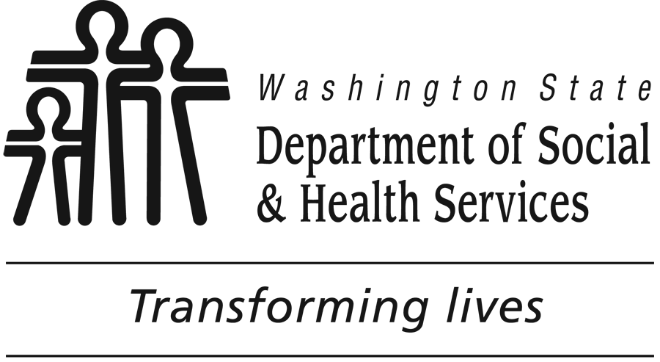 Washington State
Department of Social
& Health Services
Transforming lives